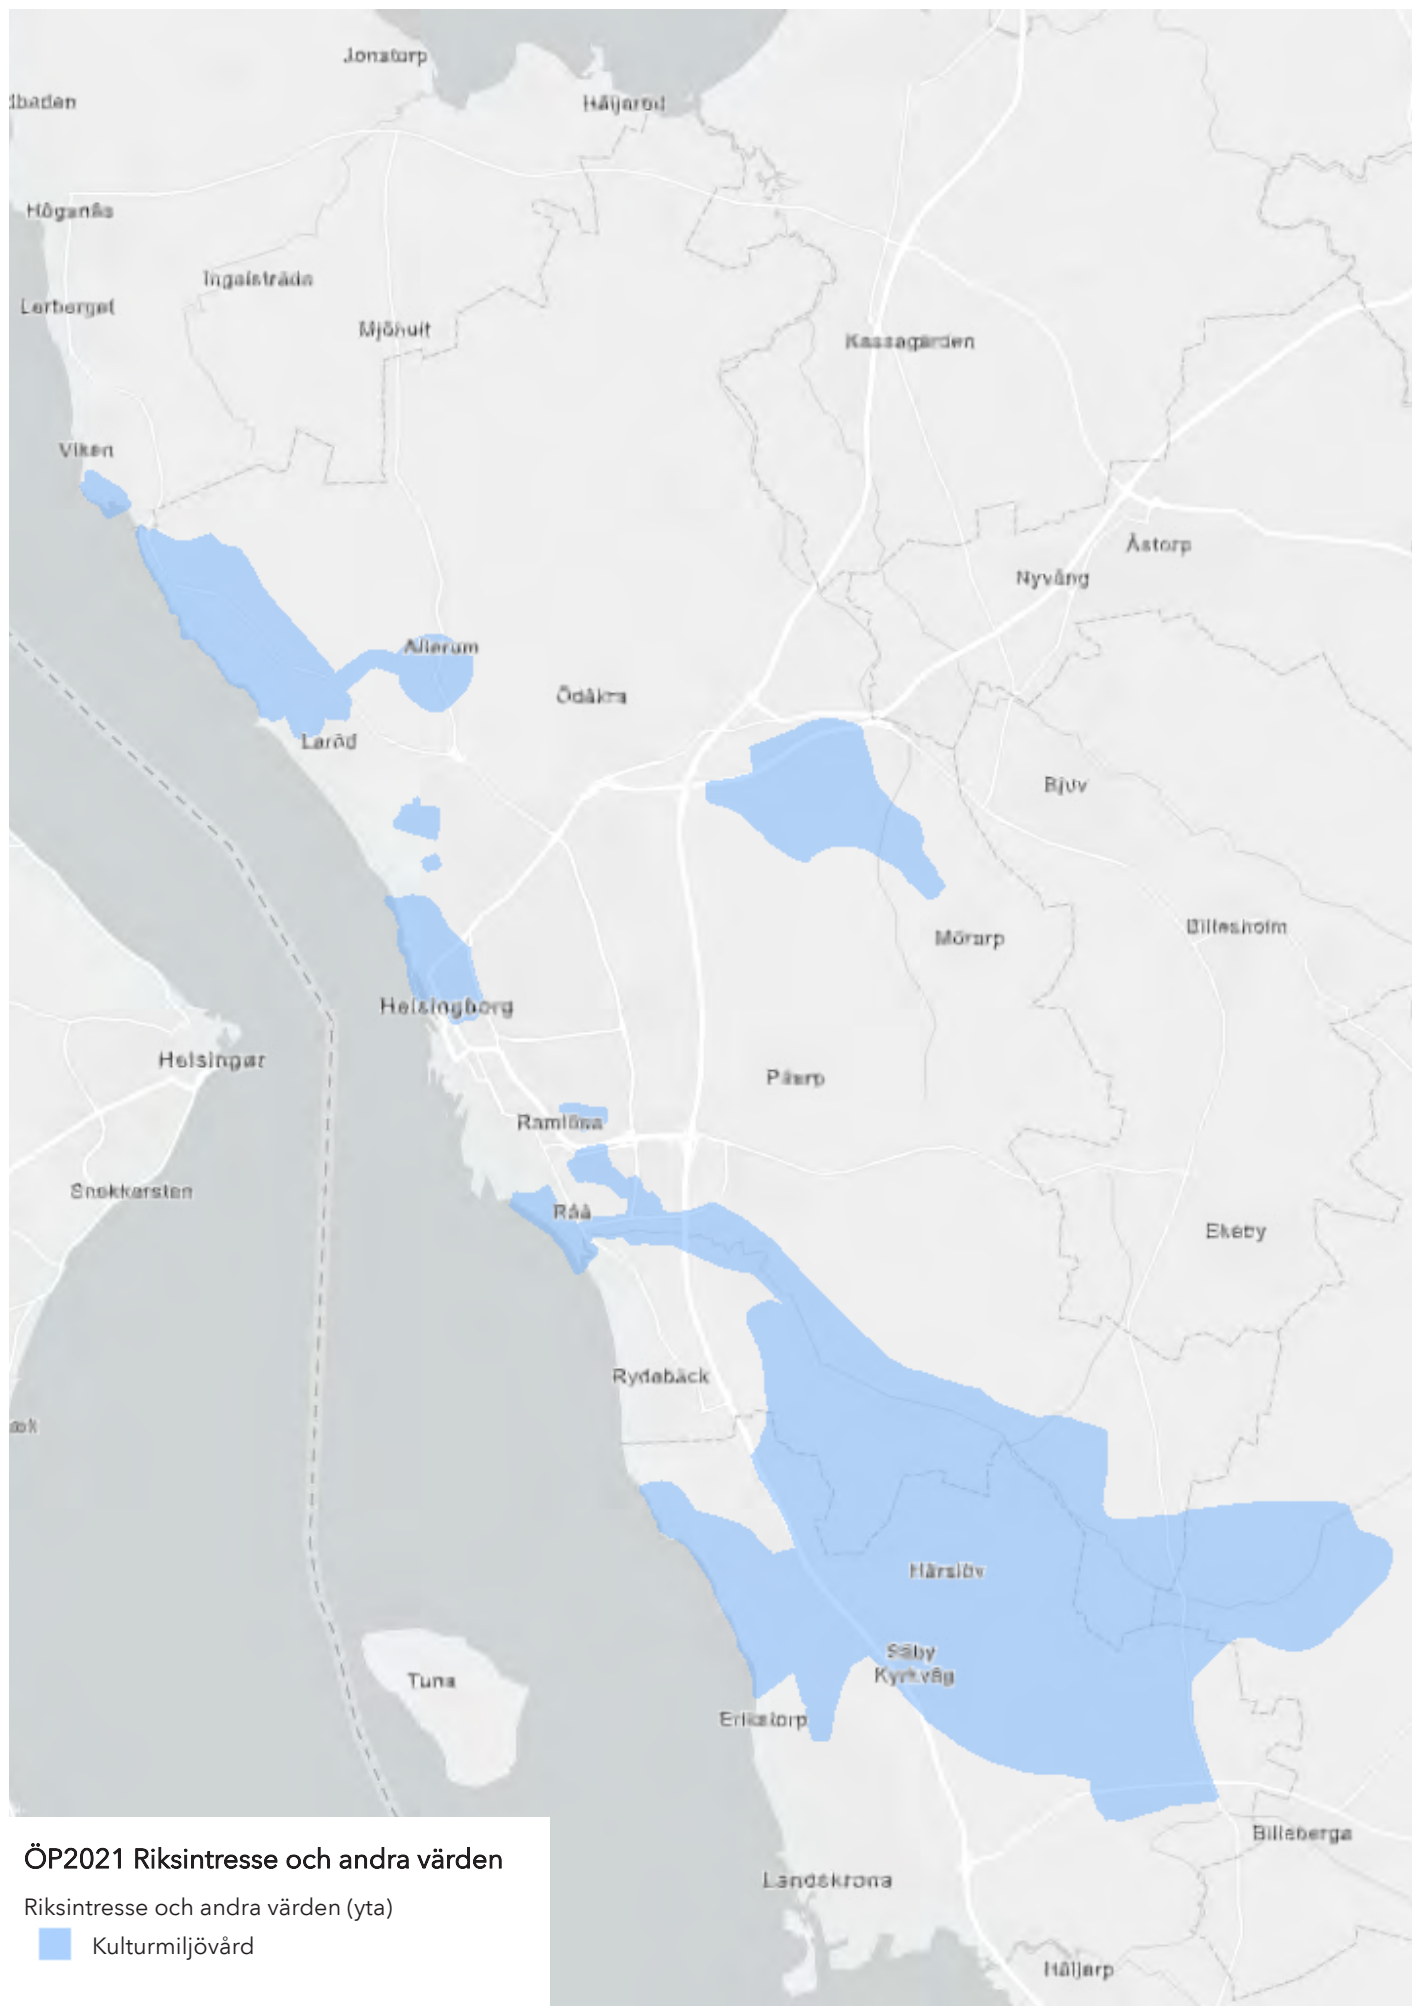 Jonstorp
Häljaröd
Höganäs
Ingelsträda
Lerberget
Mjöhult
Kassagården
Viken
Åstorp
Nyvång
Allerum
Ödåkra
Laröd
Bjuv
Billesholm
Mörarp
Helsingborg
Helsingør
Påarp
Ramlösa
Snekkersten
Råå
Ekeby
Rydebäck
Härslöv
Säby
Kyrkväg
Tuna
Erikstorp
Billeberga
ÖP2021 Riksintresse och andra värden
Landskrona
Riksintresse och andra värden (yta)
Kulturmiljövård
Häljarp